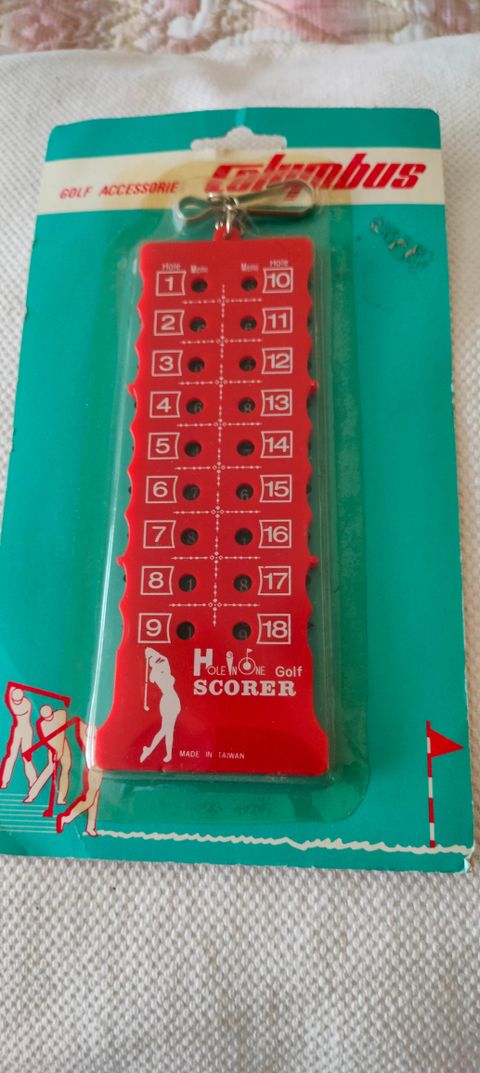 GOLF ACCESSORIE
Columbus
Hole Memo Memo Hole
1 10
2 11
3 12
4 13
5 14
6 15
7 16
8 17
9 18
HOLE IN ONE Golf
SCORER
MADE IN TAIWAN